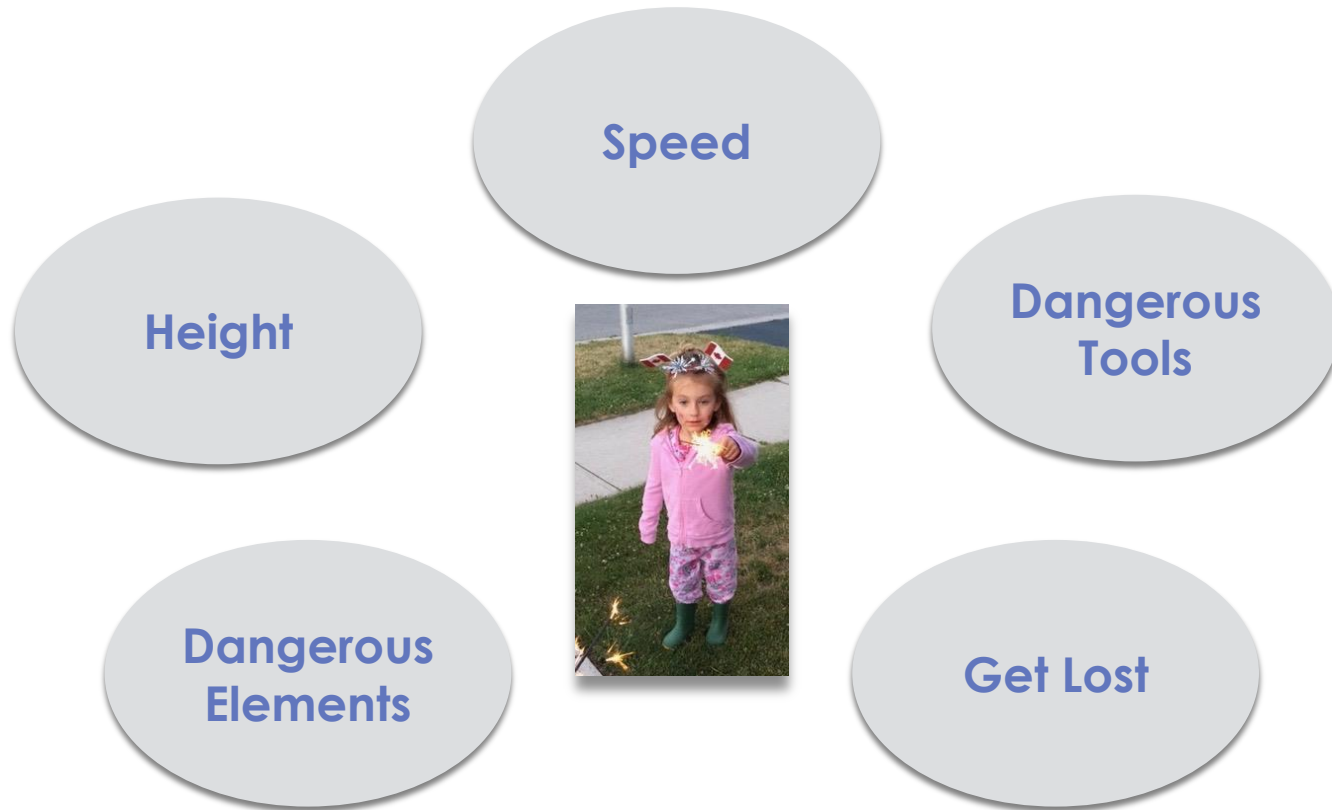 Speed
Height
Dangerous
Tools
Dangerous
Elements
Get Lost